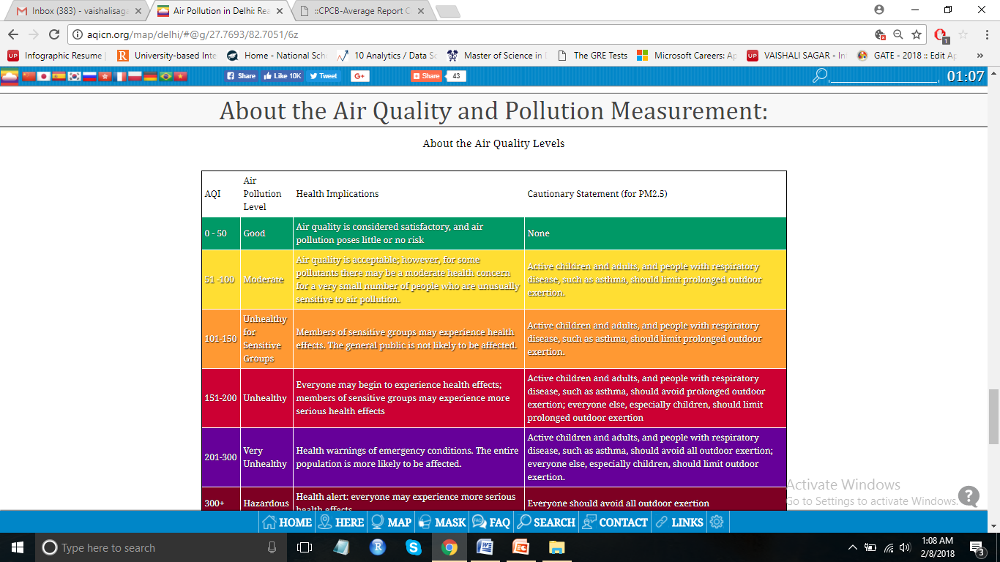 Inbox (383) - vaishalisaga
Air Pollution in Delhi: Rea
::CPCB-Average Report C
aqicn.org/map/delhi/#@g/27.7693/82.7051/6z
1
UP Infographic Resume
R University-based Inte
Home - National Sch
10 Analytics / Data Sc
Master of Science in
The GRE Tests
Microsoft Careers: Ap
UP VAISHALI SAGAR - In
GATE - 2018 :: Edit Ap
»
Share
Like 10K
Tweet
G+
Share
43
01:07
About the Air Quality and Pollution Measurement:
About the Air Quality Levels
AQI
Air
Pollution
Level
Health Implications
Cautionary Statement (for PM2.5)
0 - 50
Good
Air quality is considered satisfactory, and air
pollution poses little or no risk
None
51 -100
Moderate
Air quality is acceptable; however, for some
pollutants there may be a moderate health concern
for a very small number of people who are unusually
sensitive to air pollution.
Active children and adults, and people with respiratory
disease, such as asthma, should limit prolonged outdoor
exertion.
101-150
Unhealthy
for
Sensitive
Groups
Members of sensitive groups may experience health
effects. The general public is not likely to be affected.
Active children and adults, and people with respiratory
disease, such as asthma, should limit prolonged outdoor
exertion.
151-200
Unhealthy
Everyone may begin to experience health effects;
members of sensitive groups may experience more
serious health effects
Active children and adults, and people with respiratory
disease, such as asthma, should avoid prolonged outdoor
exertion; everyone else, especially children, should limit
prolonged outdoor exertion
201-300
Very
Unhealthy
Health warnings of emergency conditions. The entire
population is more likely to be affected.
Active children and adults, and people with respiratory
disease, such as asthma, should avoid all outdoor exertion;
everyone else, especially children, should limit outdoor
exertion.
300+
Hazardous
Health alert: everyone may experience more serious
health effects
Everyone should avoid all outdoor exertion
Activate Windows
Go to Settings to activate Windows.
?
HOME
HERE
MAP
MASK
FAQ
SEARCH
CONTACT
LINKS
Type here to search
1:08 AM
2/8/2018
3